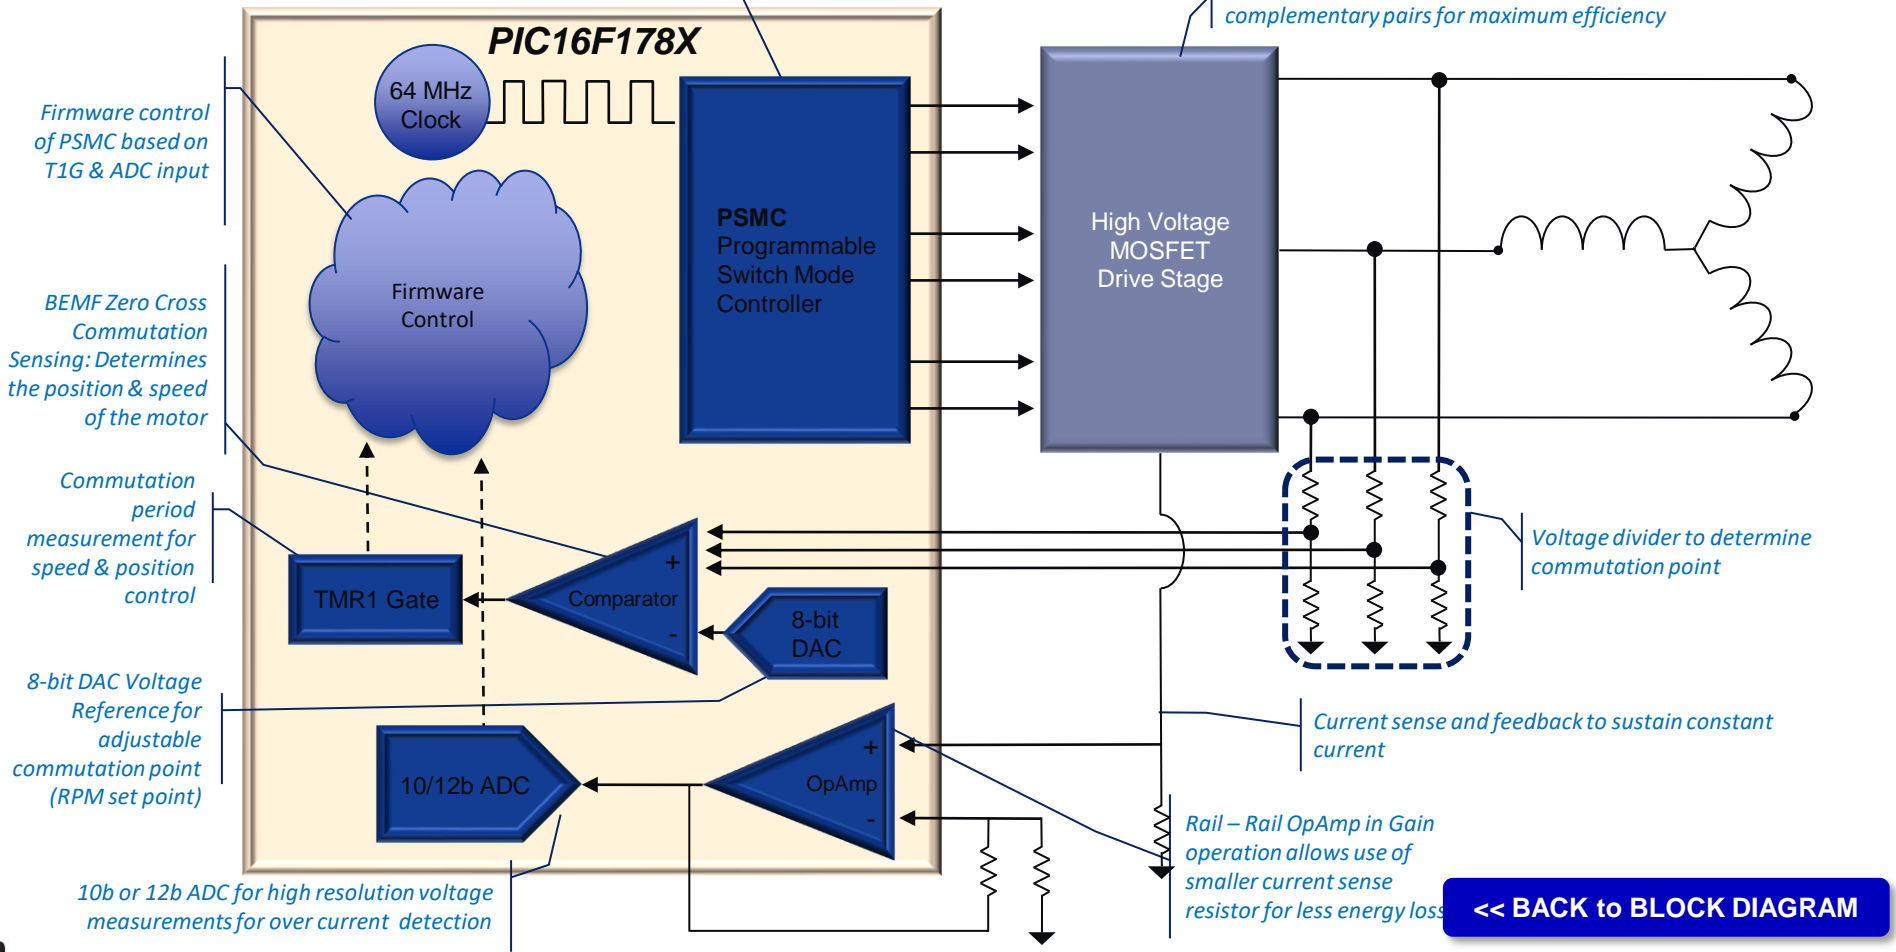 complementary pairs for maximum efficiency
PIC16F178X
64 MHz
Clock
Firmware control
of PSMC based on
T1G & ADC input
PSMC
Programmable
Switch Mode
Controller
High Voltage
MOSFET
Drive Stage
Firmware
Control
BEMF Zero Cross
Commutation
Sensing: Determines
the position & speed
of the motor
Commutation
period
measurement for
speed & position
control
TMR1 Gate
+
Comparator
-
8-bit
DAC
Voltage divider to determine
commutation point
8-bit DAC Voltage
Reference for
adjustable
commutation point
(RPM set point)
10/12b ADC
+
OpAmp
-
Current sense and feedback to sustain constant
current
Rail – Rail OpAmp in Gain
operation allows use of
smaller current sense
resistor for less energy loss
10b or 12b ADC for high resolution voltage
measurements for over current detection
<< BACK to BLOCK DIAGRAM